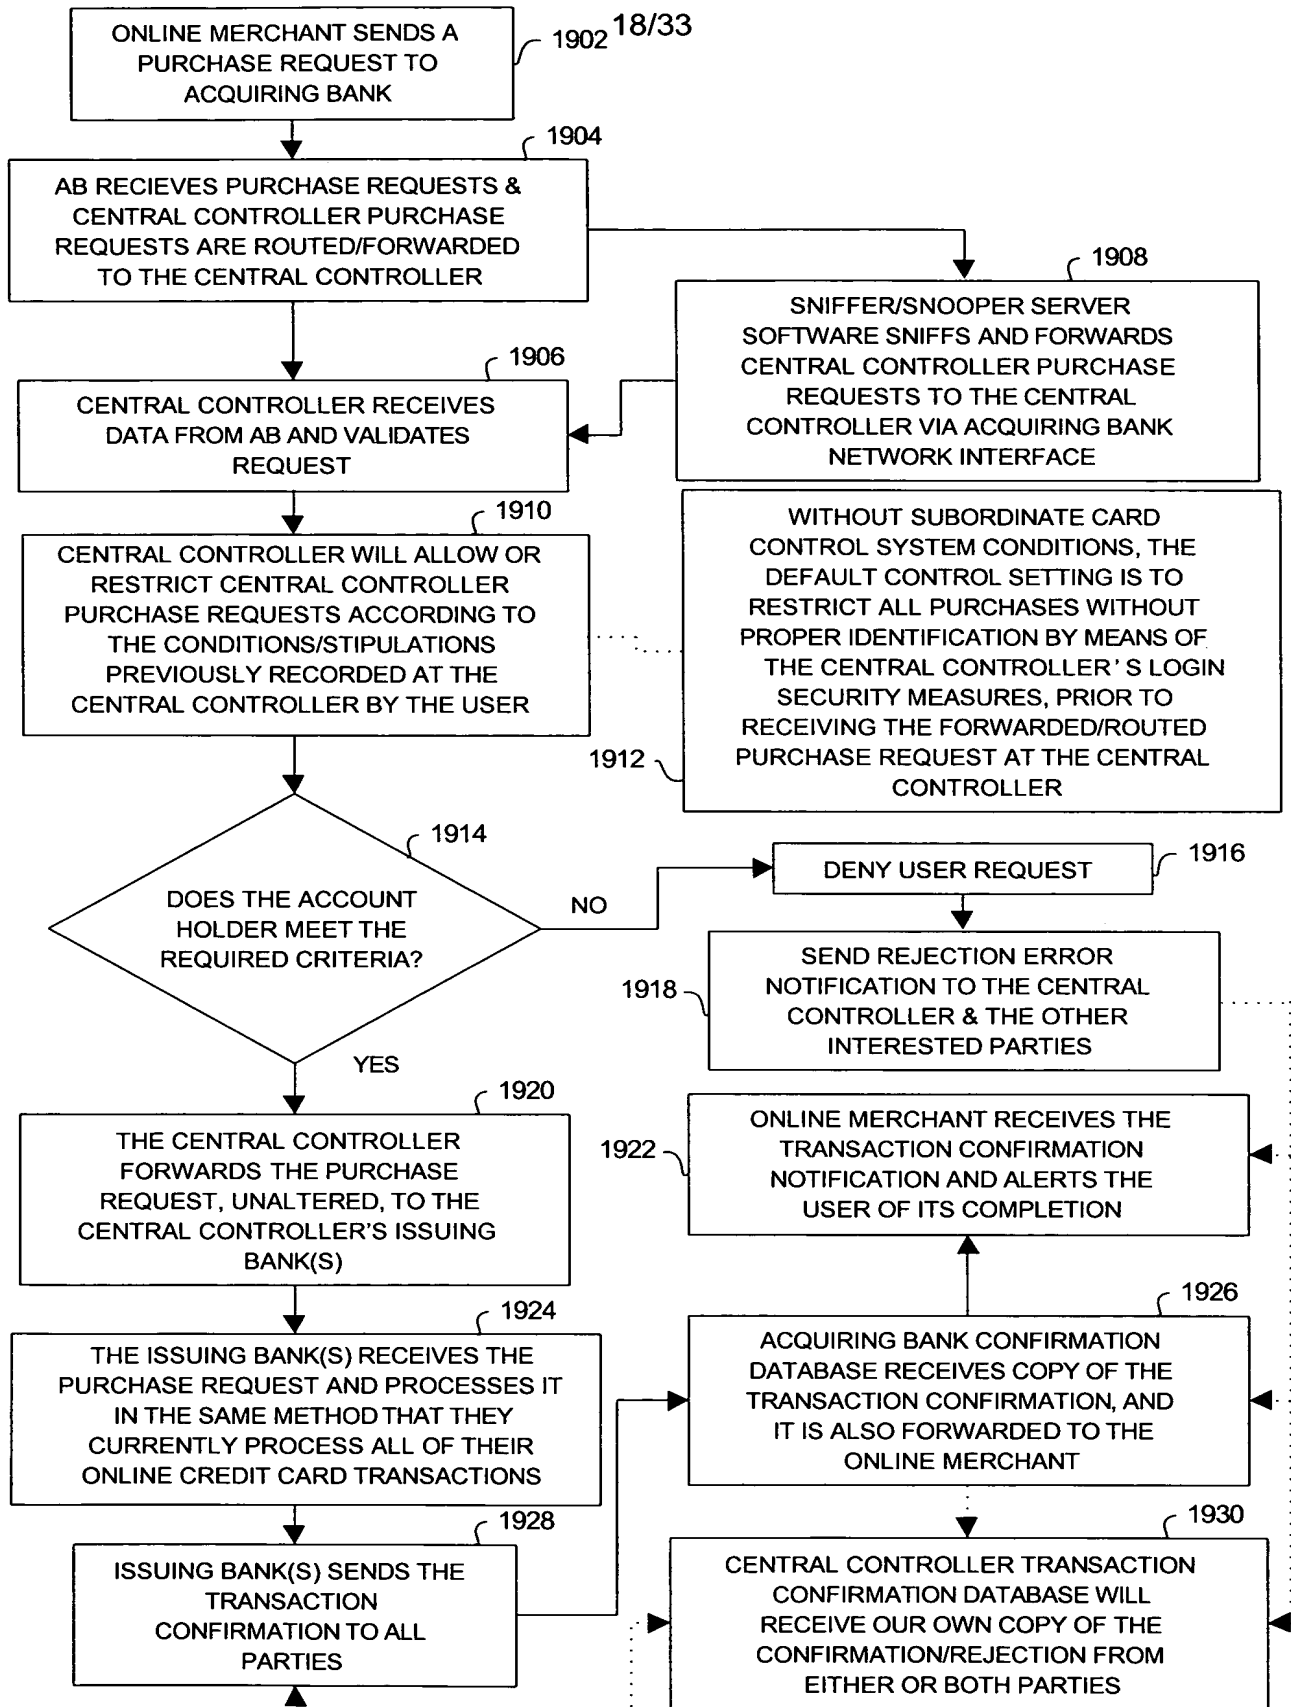 18/33
ONLINE MERCHANT SENDS A
PURCHASE REQUEST TO
ACQUIRING BANK
1902
1904
AB RECIEVES PURCHASE REQUESTS &
CENTRAL CONTROLLER PURCHASE
REQUESTS ARE ROUTED/FORWARDED
TO THE CENTRAL CONTROLLER
1908
SNIFFER/SNOOPER SERVER
SOFTWARE SNIFFS AND FORWARDS
CENTRAL CONTROLLER PURCHASE
REQUESTS TO THE CENTRAL
CONTROLLER VIA ACQUIRING BANK
NETWORK INTERFACE
1906
CENTRAL CONTROLLER RECEIVES
DATA FROM AB AND VALIDATES
REQUEST
1910
CENTRAL CONTROLLER WILL ALLOW OR
RESTRICT CENTRAL CONTROLLER
PURCHASE REQUESTS ACCORDING TO
THE CONDITIONS/STIPULATIONS
PREVIOUSLY RECORDED AT THE
CENTRAL CONTROLLER BY THE USER
WITHOUT SUBORDINATE CARD
CONTROL SYSTEM CONDITIONS, THE
DEFAULT CONTROL SETTING IS TO
RESTRICT ALL PURCHASES WITHOUT
PROPER IDENTIFICATION BY MEANS OF
THE CENTRAL CONTROLLER'S LOGIN
SECURITY MEASURES, PRIOR TO
RECEIVING THE FORWARDED/ROUTED
PURCHASE REQUEST AT THE CENTRAL
CONTROLLER
1912
1914
DOES THE ACCOUNT
HOLDER MEET THE
REQUIRED CRITERIA?
NO
YES
DENY USER REQUEST
1916
SEND REJECTION ERROR
NOTIFICATION TO THE CENTRAL
CONTROLLER & THE OTHER
INTERESTED PARTIES
1918
1920
THE CENTRAL CONTROLLER
FORWARDS THE PURCHASE
REQUEST, UNALTERED, TO THE
CENTRAL CONTROLLER'S ISSUING
BANK(S)
ONLINE MERCHANT RECEIVES THE
TRANSACTION CONFIRMATION
NOTIFICATION AND ALERTS THE
USER OF ITS COMPLETION
1922
1924
THE ISSUING BANK(S) RECEIVES THE
PURCHASE REQUEST AND PROCESSES IT
IN THE SAME METHOD THAT THEY
CURRENTLY PROCESS ALL OF THEIR
ONLINE CREDIT CARD TRANSACTIONS
1926
ACQUIRING BANK CONFIRMATION
DATABASE RECEIVES COPY OF THE
TRANSACTION CONFIRMATION, AND
IT IS ALSO FORWARDED TO THE
ONLINE MERCHANT
1928
ISSUING BANK(S) SENDS THE
TRANSACTION
CONFIRMATION TO ALL
PARTIES
1930
CENTRAL CONTROLLER TRANSACTION
CONFIRMATION DATABASE WILL
RECEIVE OUR OWN COPY OF THE
CONFIRMATION/REJECTION FROM
EITHER OR BOTH PARTIES